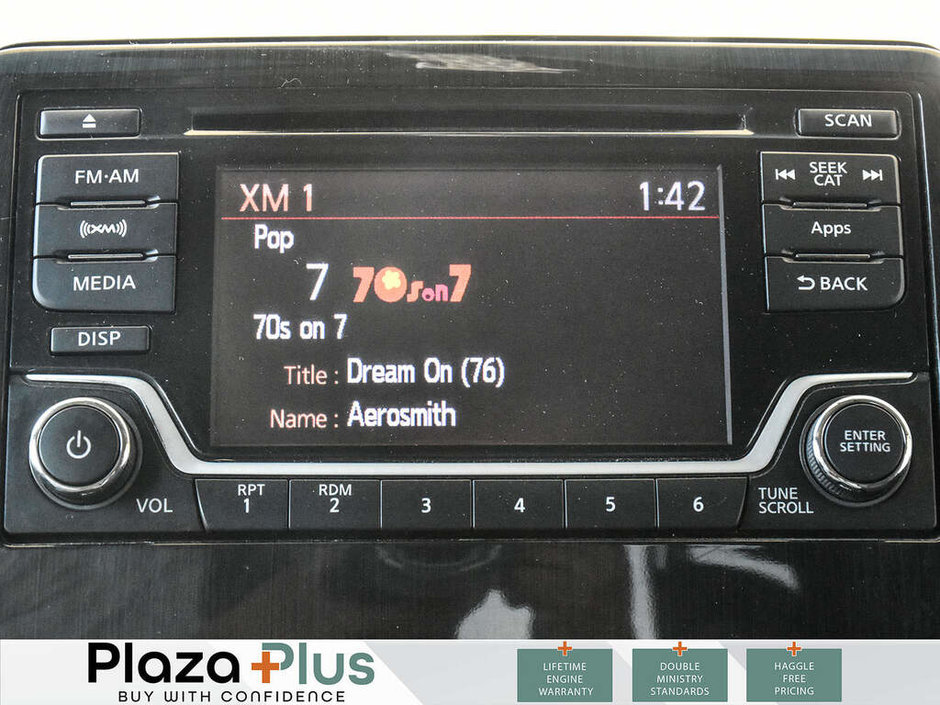 SCAN
FM·AM
XM
MEDIA
DISP
XM 1 1:42
Pop
7 70s on 7
70s on 7
Title : Dream On (76)
Name : Aerosmith
SEEK
CAT
Apps
BACK
ENTER
SETTING
VOL
RPT
1
RDM
2
3
4
5
6
TUNE
SCROLL
Plaza Plus
BUY WITH CONFIDENCE
LIFETIME
ENGINE
WARRANTY
DOUBLE
MINISTRY
STANDARDS
HAGGLE
FREE
PRICING